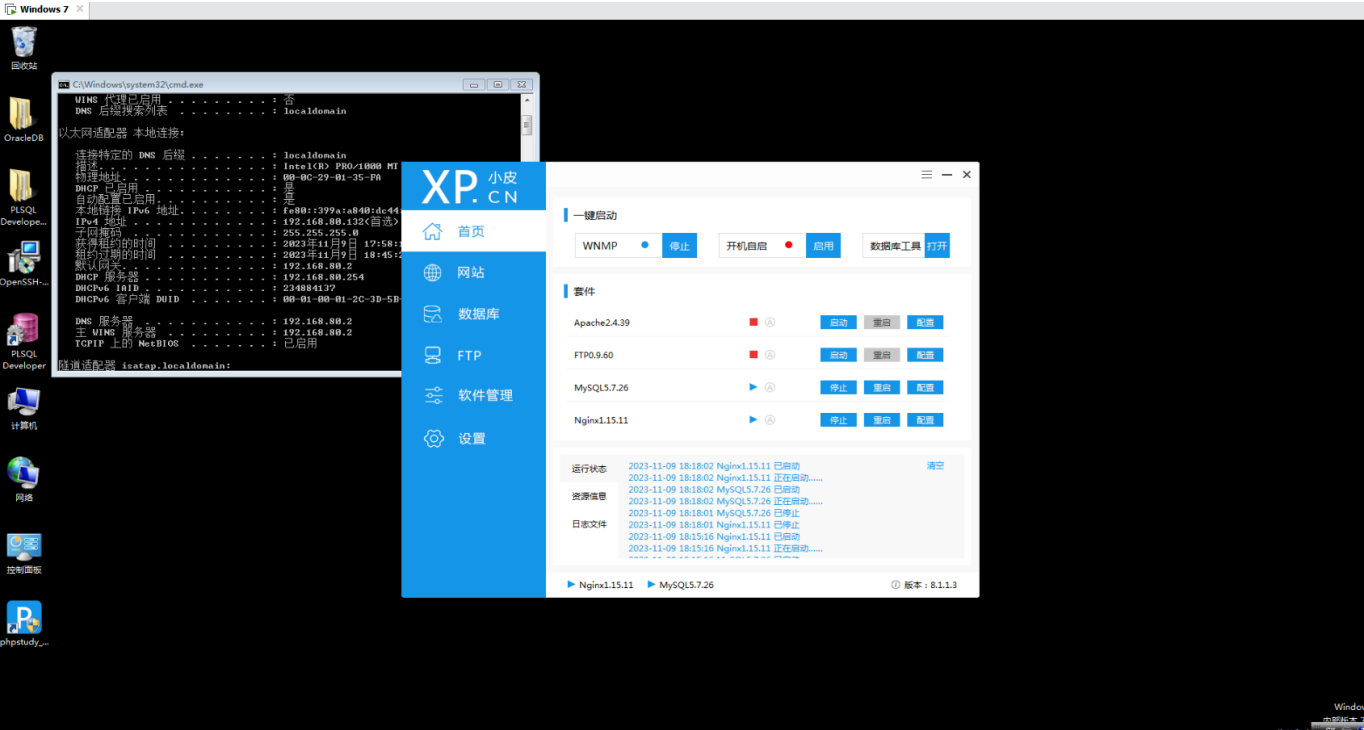 Windows 7
回收站
OracleDB
PLSQL
Develope...
OpenSSH-...
PLSQL
Developer
计算机
网络
控制面板
phpstudy_...
C:\Windows\system32\cmd.exe
WINS 代理已启用 . . . . . . . . . : 否
DNS 后缀搜索列表 . . . . . . . . : localdomain
以太网适配器 本地连接:
连接特定的 DNS 后缀 . . . . . . . : localdomain
描述. . . . . . . . . . . . . . . : Intel(R) PRO/1000 MT
物理地址. . . . . . . . . . . . . : 00-0C-29-01-35-FA
DHCP 已启用 . . . . . . . . . . . : 是
自动配置已启用. . . . . . . . . . : 是
本地链接 IPv6 地址. . . . . . . . : fe80::399a:a840:dc44:
IPv4 地址 . . . . . . . . . . . . : 192.168.80.132(首选)
子网掩码 . . . . . . . . . . . . : 255.255.255.0
获得租约的时间 . . . . . . . . . : 2023年11月9日 17:58:
租约过期的时间 . . . . . . . . . : 2023年11月9日 18:45:
默认网关. . . . . . . . . . . . . : 192.168.80.2
DHCP 服务器 . . . . . . . . . . . : 192.168.80.254
DHCPv6 IAID . . . . . . . . . . . : 234884137
DHCPv6 客户端 DUID . . . . . . . : 00-01-00-01-2C-3D-5B-
DNS 服务器 . . . . . . . . . . . : 192.168.80.2
主 WINS 服务器 . . . . . . . . . : 192.168.80.2
TCPIP 上的 NetBIOS . . . . . . . : 已启用
隧道适配器 isatap.localdomain:
XP.小皮CN
首页
网站
数据库
FTP
软件管理
设置
一键启动
WNMP 停止 开机自启 启用 数据库工具 打开
套件
Apache2.4.39 启动 重启 配置
FTP0.9.60 启动 重启 配置
MySQL5.7.26 停止 重启 配置
Nginx1.15.11 停止 重启 配置
运行状态
资源信息
日志文件
清空
2023-11-09 18:18:02 Nginx1.15.11 已启动
2023-11-09 18:18:02 Nginx1.15.11 正在启动......
2023-11-09 18:18:02 MySQL5.7.26 已启动
2023-11-09 18:18:02 MySQL5.7.26 正在启动......
2023-11-09 18:18:01 MySQL5.7.26 已停止
2023-11-09 18:18:01 Nginx1.15.11 已停止
2023-11-09 18:15:16 Nginx1.15.11 已启动
2023-11-09 18:15:16 Nginx1.15.11 正在启动......
Nginx1.15.11 MySQL5.7.26 版本：8.1.1.3
Window
内部版本 7